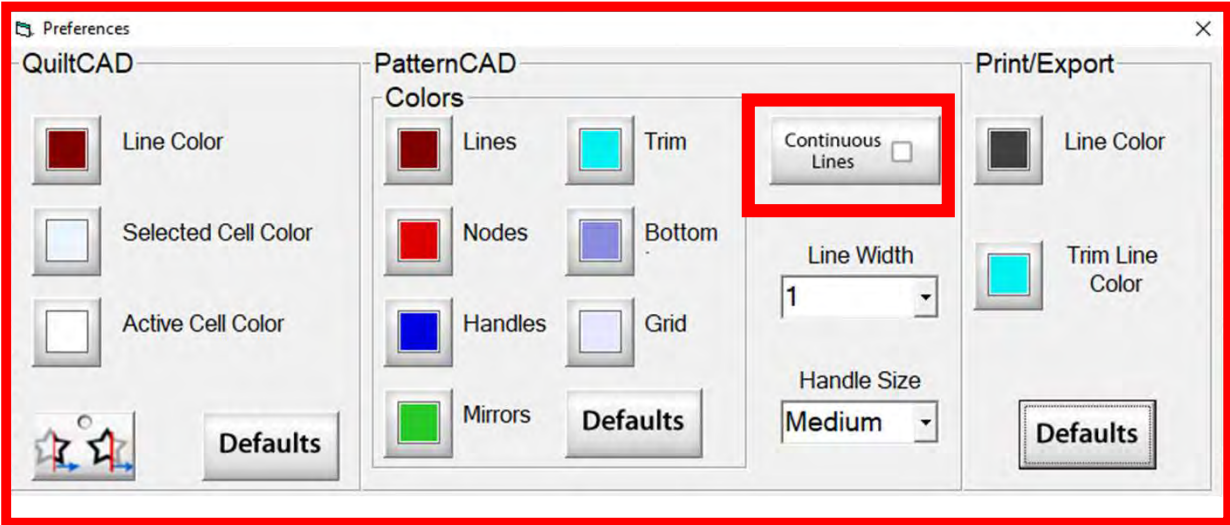 Preferences
QuiltCAD
Line Color
Selected Cell Color
Active Cell Color
Defaults
PatternCAD
Colors
Lines
Trim
Nodes
Bottom
Handles
Grid
Mirrors
Defaults
Continuous
Lines
Line Width
1
Handle Size
Medium
Print/Export
Line Color
Trim Line
Color
Defaults